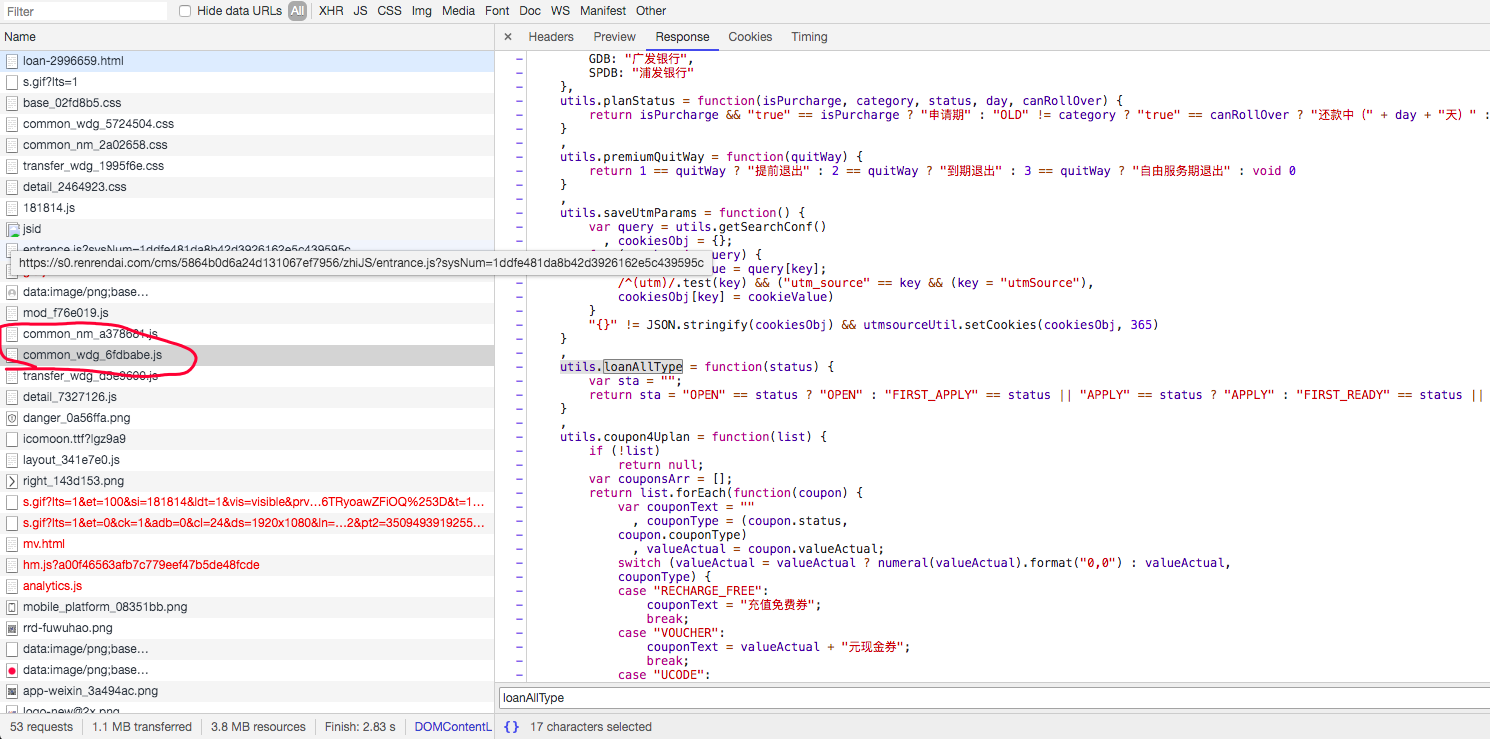 Filter
Hide data URLs
All
XHR JS CSS Img Media Font Doc WS Manifest Other
Name
loan-2996659.html
s.gif?lts=1
base_02fd8b5.css
common_wdg_5724504.css
common_nm_2a02658.css
transfer_wdg_1995f6e.css
detail_2464923.css
181814.js
jsid
entrance.js?sysNum=1ddfe481da8b42d3926162e5c439595c
https://s0.renrendai.com/cms/5864b0d6a24d131067ef7956/zhiJS/entrance.js?sysNum=1ddfe481da8b42d3926162e5c439595c
data:image/png;base…
mod_f76e019.js
common_nm_a378681.js
common_wdg_6fdbabe.js
transfer_wdg_d5e9600.js
detail_7327126.js
danger_0a56ffa.png
icomoon.ttf?lgz9a9
layout_341e7e0.js
right_143d153.png
s.gif?lts=1&et=100&si=181814&ldt=1&vis=visible&prv…6TRyoawZFiOQ%253D&t=1…
s.gif?lts=1&et=0&ck=1&adb=0&cl=24&ds=1920x1080&ln=…2&pt2=3509493919255…
mv.html
hm.js?a00f46563afb7c779eef47b5de48fcde
analytics.js
mobile_platform_08351bb.png
rrd-fuwuhao.png
data:image/png;base…
data:image/png;base…
app-weixin_3a494ac.png
logo-new@2x.png
53 requests 1.1 MB transferred 3.8 MB resources Finish: 2.83 s DOMContentL
× Headers Preview Response Cookies Timing
GDB: "广发银行",
SPDB: "浦发银行"
},
utils.planStatus = function(isPurcharge, category, status, day, canRollOver) {
return isPurcharge && "true" == isPurcharge ? "申请期" : "OLD" != category ? "true" == canRollOver ? "还款中 (" + day + "天) " :
}
,
utils.premiumQuitWay = function(quitWay) {
return 1 == quitWay ? "提前退出" : 2 == quitWay ? "到期退出" : 3 == quitWay ? "自由服务期退出" : void 0
}
,
utils.saveUtmParams = function() {
var query = utils.getSearchConf()
, cookiesObj = {};
query) {
ue = query[key];
/^(utm)/.test(key) && ("utm_source" == key && (key = "utmSource"),
cookiesObj[key] = cookieValue)
}
"{}" != JSON.stringify(cookiesObj) && utmsourceUtil.setCookies(cookiesObj, 365)
}
,
utils.loanAllType = function(status) {
var sta = "";
return sta = "OPEN" == status ? "OPEN" : "FIRST_APPLY" == status || "APPLY" == status ? "APPLY" : "FIRST_READY" == status ||
}
,
utils.coupon4Uplan = function(list) {
if (!list)
return null;
var couponsArr = [];
return list.forEach(function(coupon) {
var couponText = ""
, couponType = (coupon.status,
coupon.couponType)
, valueActual = coupon.valueActual;
switch (valueActual = valueActual ? numeral(valueActual).format("0,0") : valueActual,
couponType) {
case "RECHARGE_FREE":
couponText = "充值免费券";
break;
case "VOUCHER":
couponText = valueActual + "元现金券";
break;
case "UCODE":
loanAllType
{} 17 characters selected